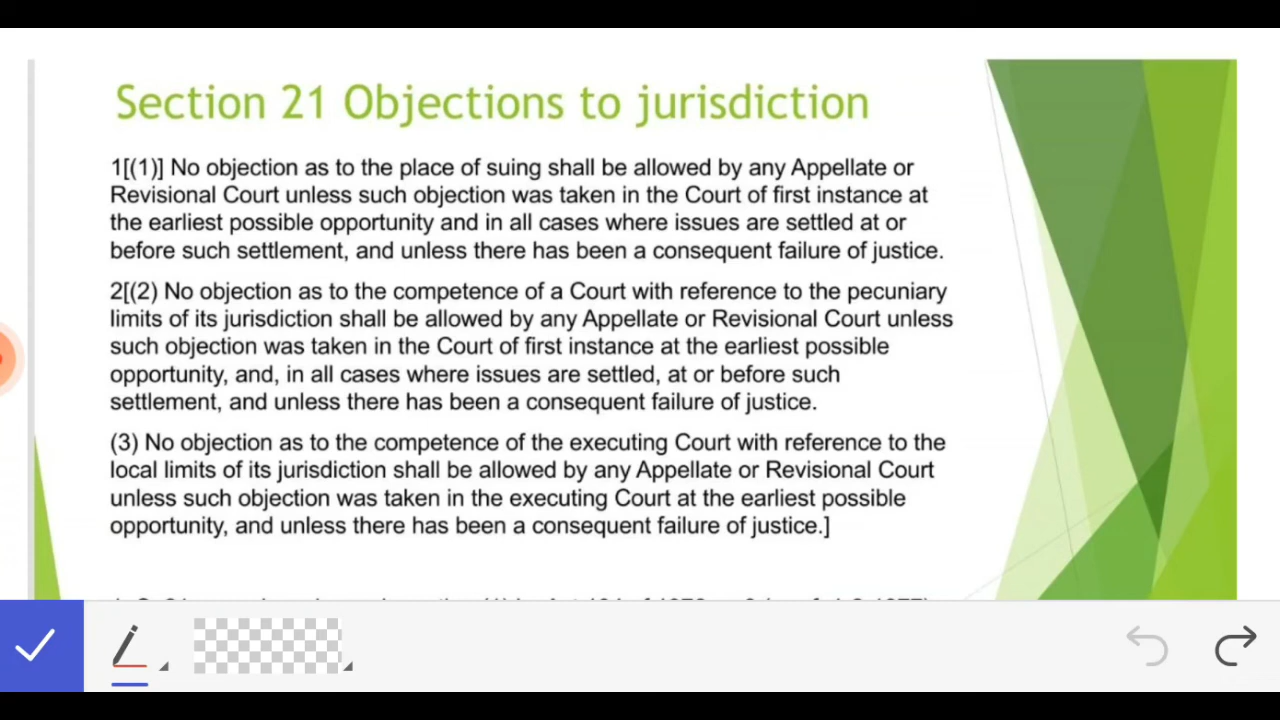 Section 21 Objections to jurisdiction
1[(1)] No objection as to the place of suing shall be allowed by any Appellate or
Revisional Court unless such objection was taken in the Court of first instance at
the earliest possible opportunity and in all cases where issues are settled at or
before such settlement, and unless there has been a consequent failure of justice.
2[(2) No objection as to the competence of a Court with reference to the pecuniary
limits of its jurisdiction shall be allowed by any Appellate or Revisional Court unless
such objection was taken in the Court of first instance at the earliest possible
opportunity, and, in all cases where issues are settled, at or before such
settlement, and unless there has been a consequent failure of justice.
(3) No objection as to the competence of the executing Court with reference to the
local limits of its jurisdiction shall be allowed by any Appellate or Revisional Court
unless such objection was taken in the executing Court at the earliest possible
opportunity, and unless there has been a consequent failure of justice.]